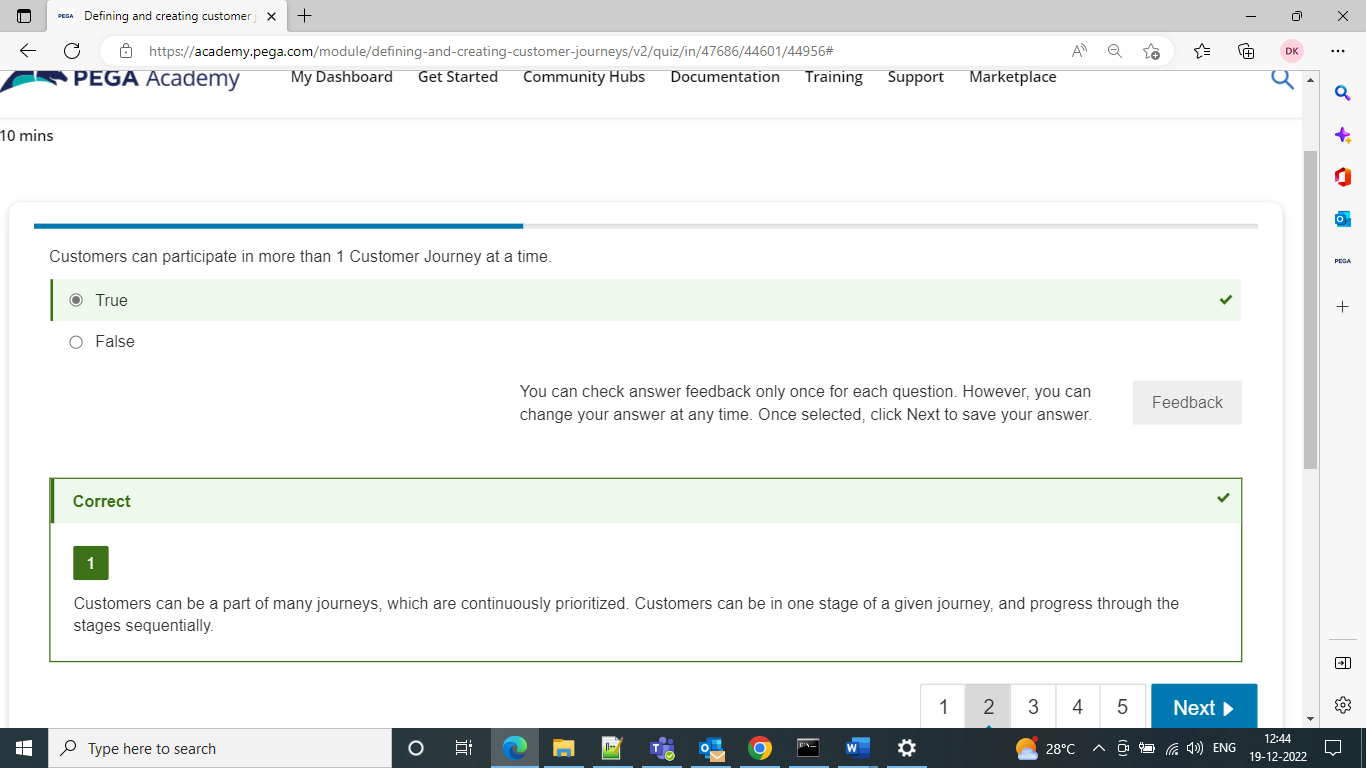 PEGA Defining and creating customer j
https://academy.pega.com/module/defining-and-creating-customer-journeys/v2/quiz/in/47686/44601/44956#
A
DK
PEGA Academy My Dashboard Get Started Community Hubs Documentation Training Support Marketplace
10 mins
PEGA
Customers can participate in more than 1 Customer Journey at a time.
True
False
You can check answer feedback only once for each question. However, you can
change your answer at any time. Once selected, click Next to save your answer.
Feedback
Correct
1
Customers can be a part of many journeys, which are continuously prioritized. Customers can be in one stage of a given journey, and progress through the
stages sequentially.
1 2 3 4 5 Next
Type here to search
28°C
ENG
12:44
19-12-2022